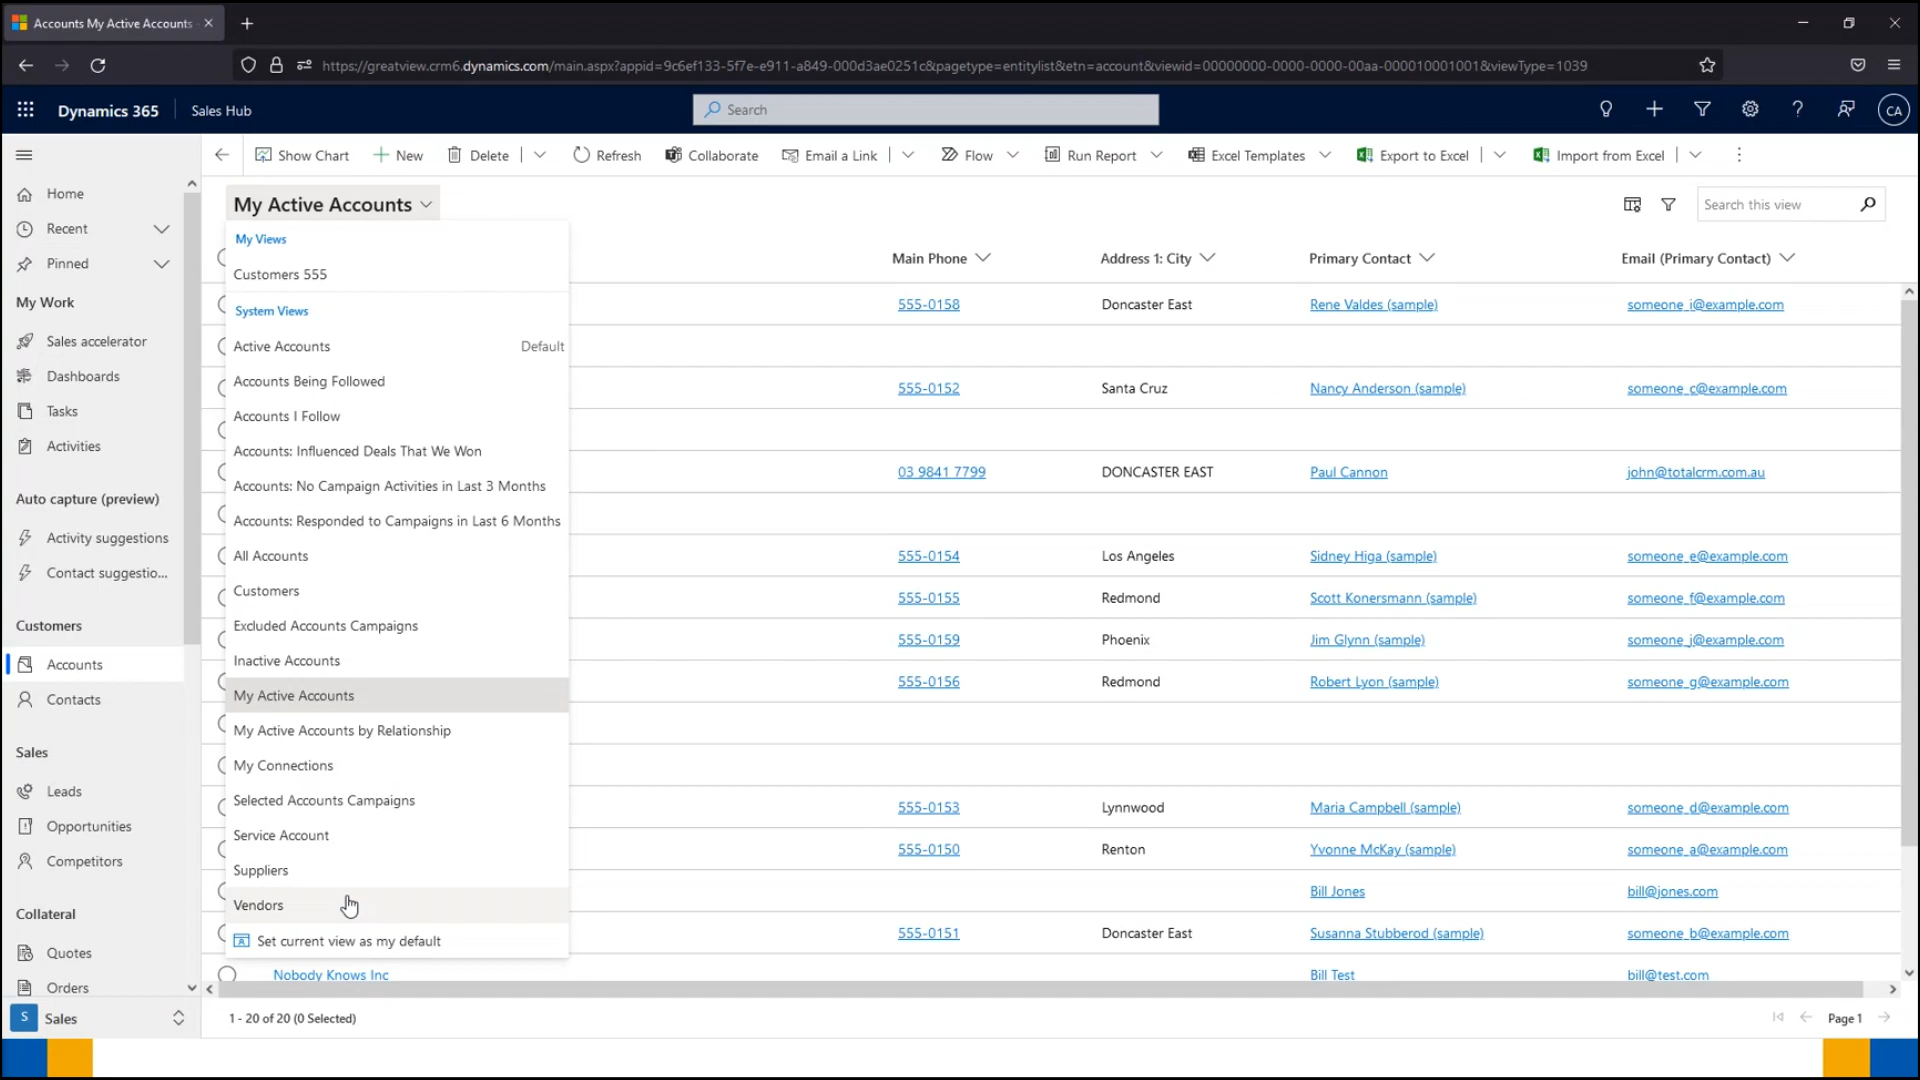 Accounts My Active Accounts
https://greatview.crm6.dynamics.com/main.aspx?appid=9c6ef133-5f7e-e911-a849-000d3ae0251c&pagetype=entitylist&etn=account&viewid=00000000-0000-0000-00aa-000010001001&viewType=1039
Dynamics 365 Sales Hub Search CA
Show Chart New Delete Refresh Collaborate Email a Link Flow Run Report Excel Templates Export to Excel Import from Excel
Home
Recent
Pinned
My Work
Sales accelerator
Dashboards
Tasks
Activities
Auto capture (preview)
Activity suggestions
Contact suggestio...
Customers
Accounts
Contacts
Sales
Leads
Opportunities
Competitors
Collateral
Quotes
Orders
S Sales
My Active Accounts
Search this view
My Views
Customers 555
System Views
Active Accounts Default
Accounts Being Followed
Accounts I Follow
Accounts: Influenced Deals That We Won
Accounts: No Campaign Activities in Last 3 Months
Accounts: Responded to Campaigns in Last 6 Months
All Accounts
Customers
Excluded Accounts Campaigns
Inactive Accounts
My Active Accounts
My Active Accounts by Relationship
My Connections
Selected Accounts Campaigns
Service Account
Suppliers
Vendors
Set current view as my default
Main Phone Address 1: City Primary Contact Email (Primary Contact)
555-0158 Doncaster East Rene Valdes (sample) someone_i@example.com
555-0152 Santa Cruz Nancy Anderson (sample) someone_c@example.com
03 9841 7799 DONCASTER EAST Paul Cannon john@totalcrm.com.au
555-0154 Los Angeles Sidney Higa (sample) someone_e@example.com
555-0155 Redmond Scott Konersmann (sample) someone_f@example.com
555-0159 Phoenix Jim Glynn (sample) someone_j@example.com
555-0156 Redmond Robert Lyon (sample) someone_g@example.com
555-0153 Lynnwood Maria Campbell (sample) someone_d@example.com
555-0150 Renton Yvonne McKay (sample) someone_a@example.com
Bill Jones bill@jones.com
555-0151 Doncaster East Susanna Stubberod (sample) someone_b@example.com
Nobody Knows Inc Bill Test bill@test.com
1 - 20 of 20 (0 Selected) Page 1